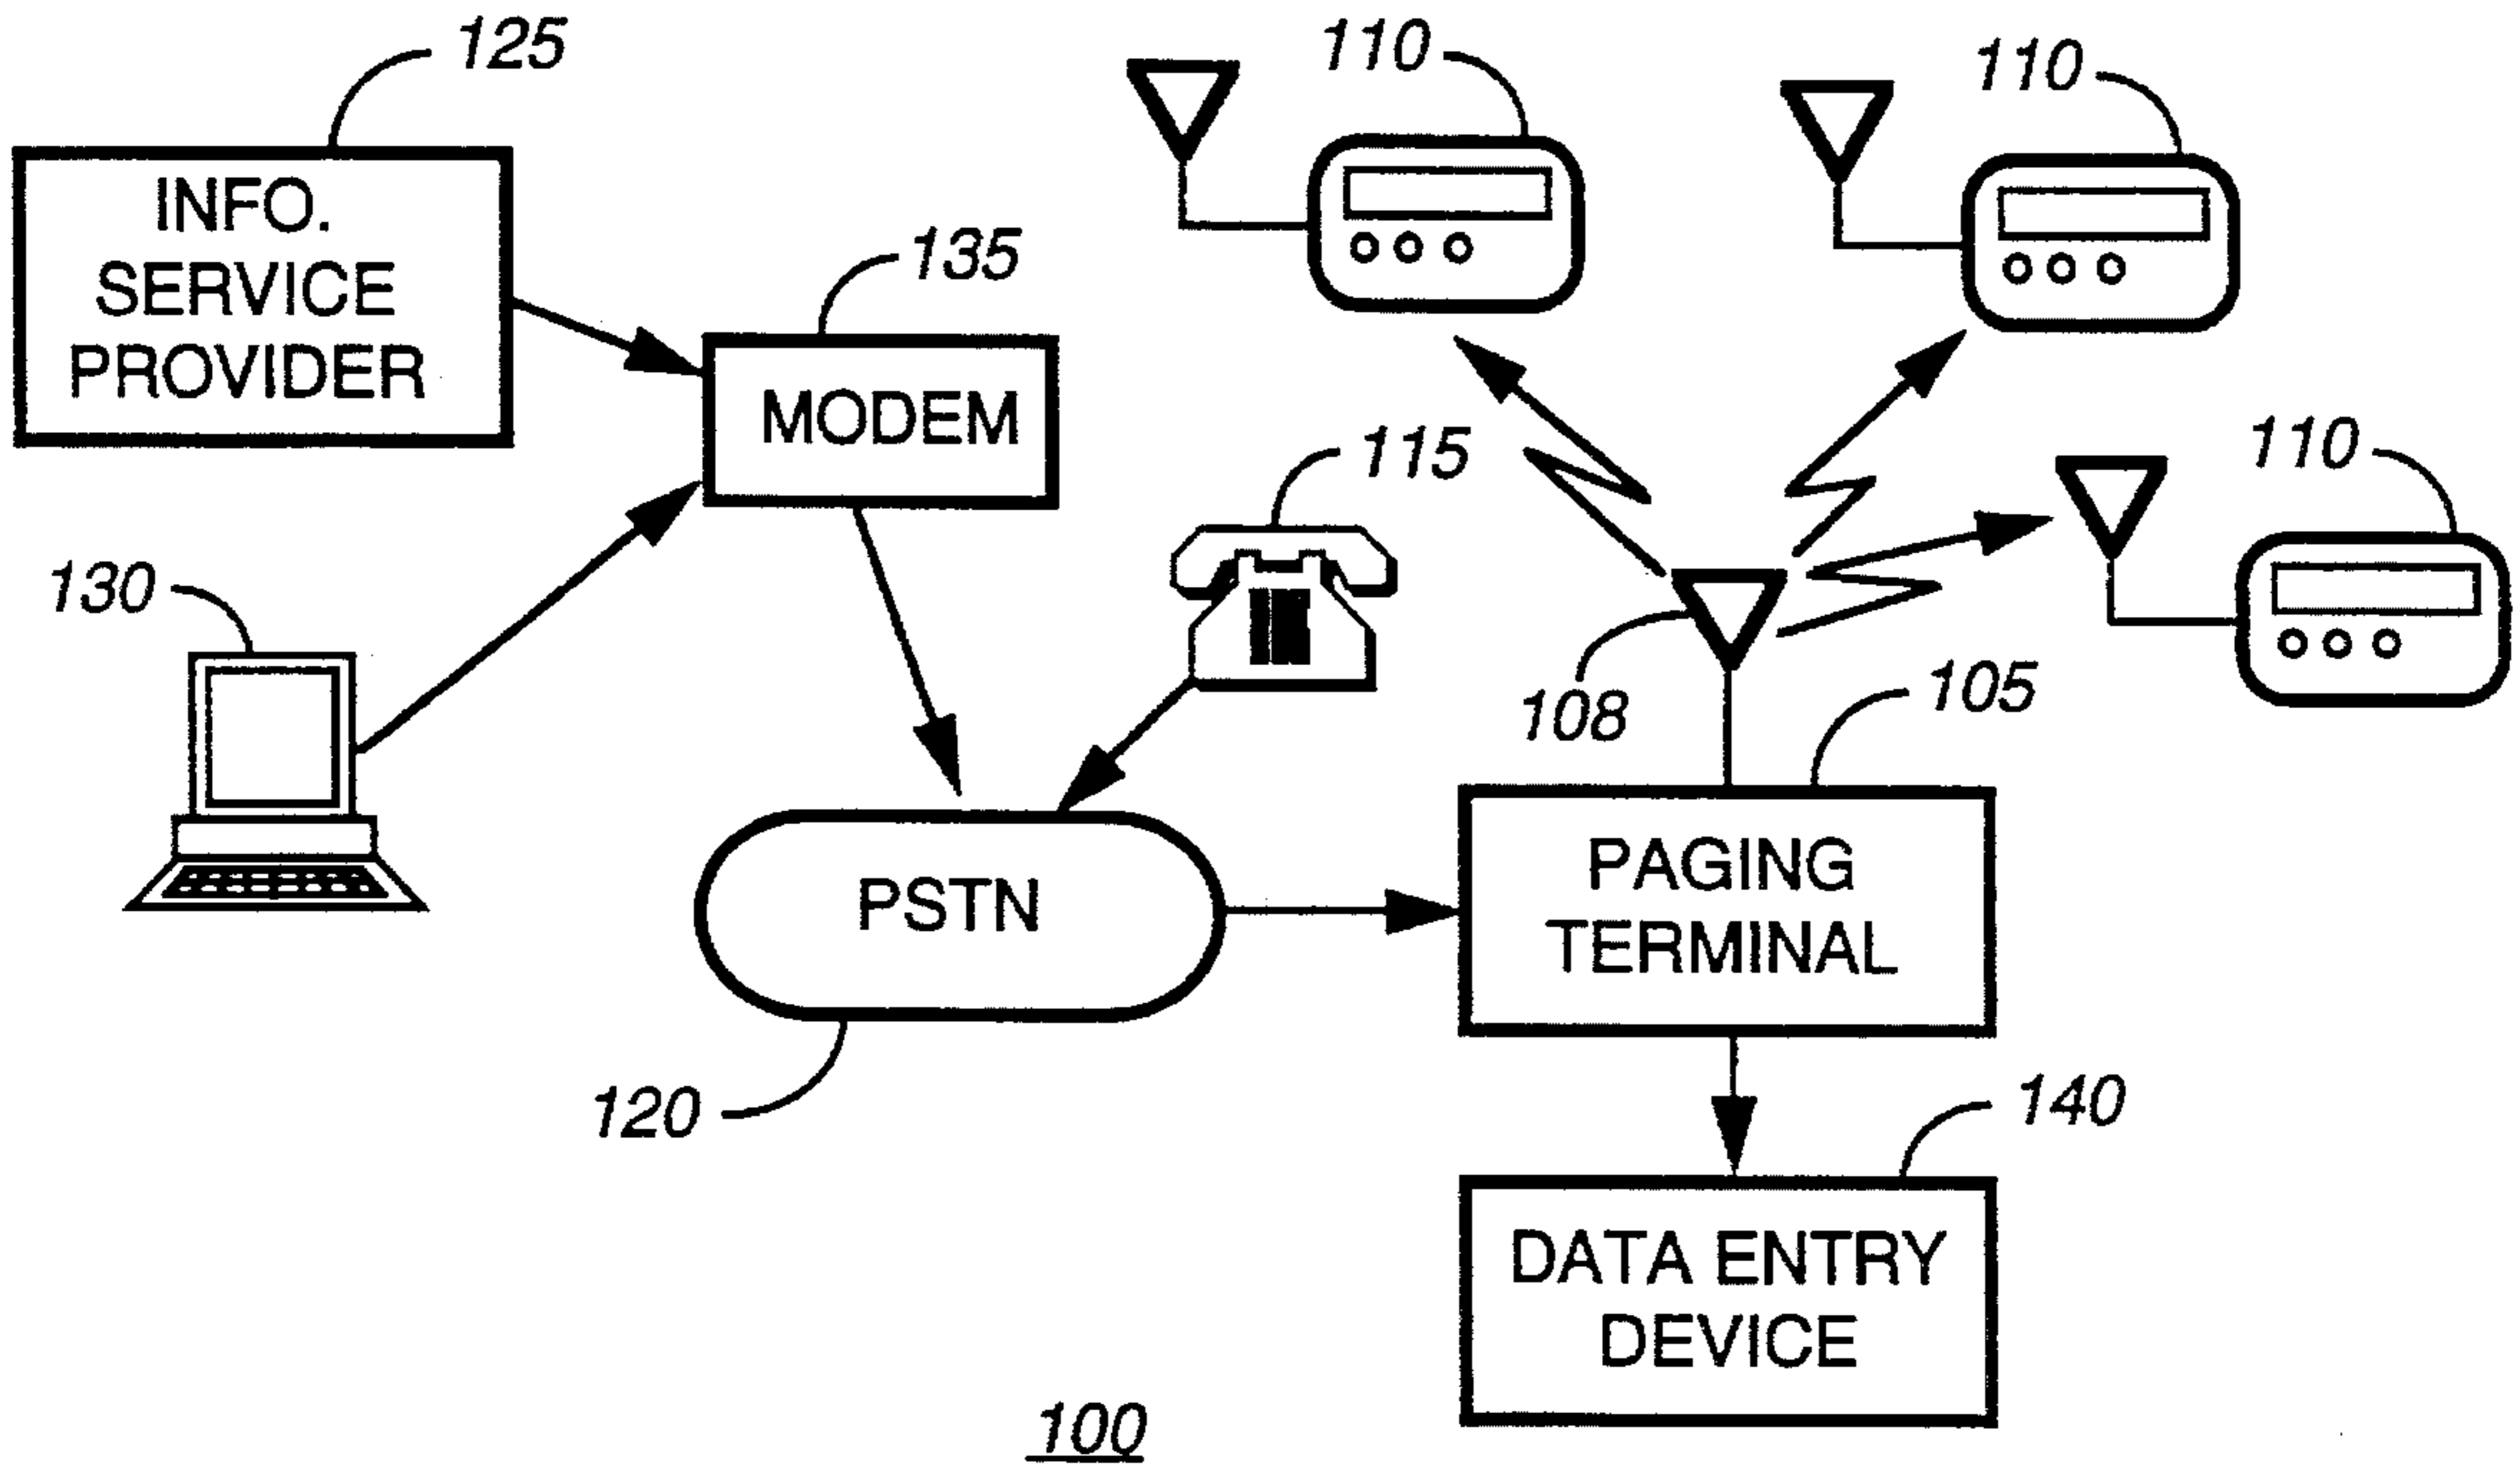 125
110
110
INFO.
SERVICE
PROVIDER
135
MODEM
115
110
130
108
105
PSTN
PAGING
TERMINAL
120
140
DATA ENTRY
DEVICE
100